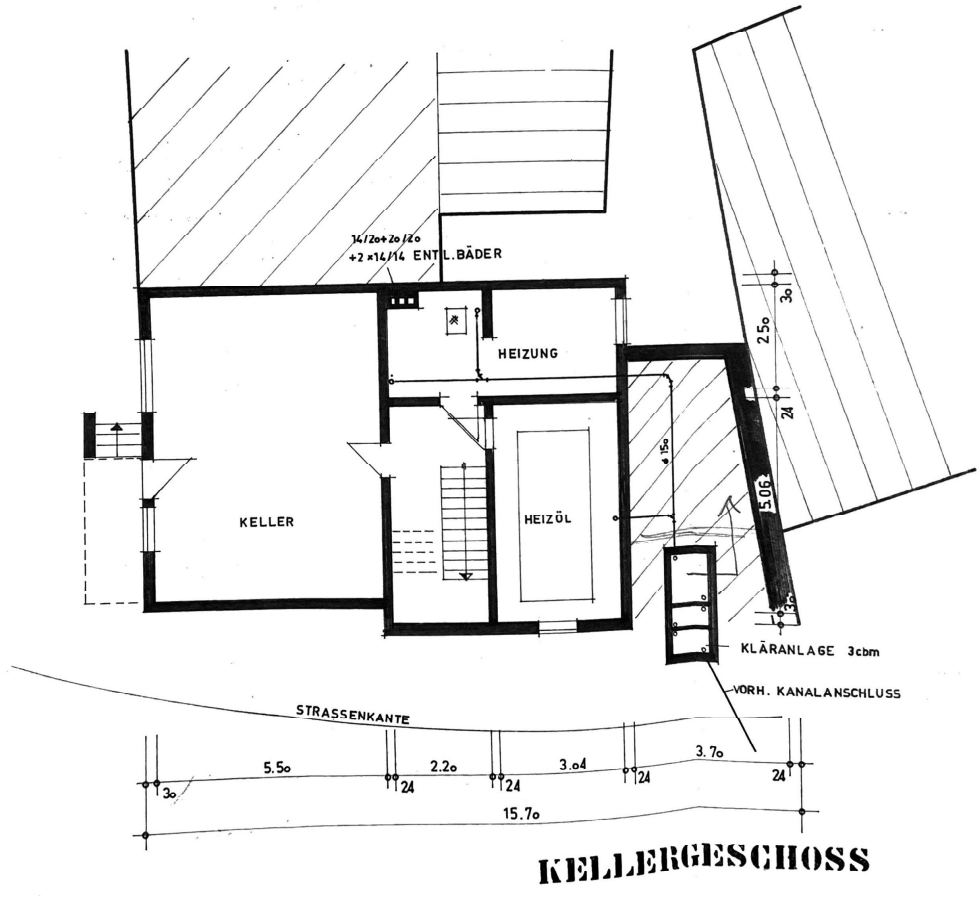 14/20+20/20
+2 x14/14 ENTL.BÄDER
30
HEIZUNG
250
24
ø 150
5.06
KELLER
HEIZÖL
30
KLÄRANLAGE 3cbm
VORH. KANALANSCHLUSS
STRASSENKANTE
5.50
2.20
3.04
3.70
30
24
24
24
24
15.70
KELLERGESCHOSS